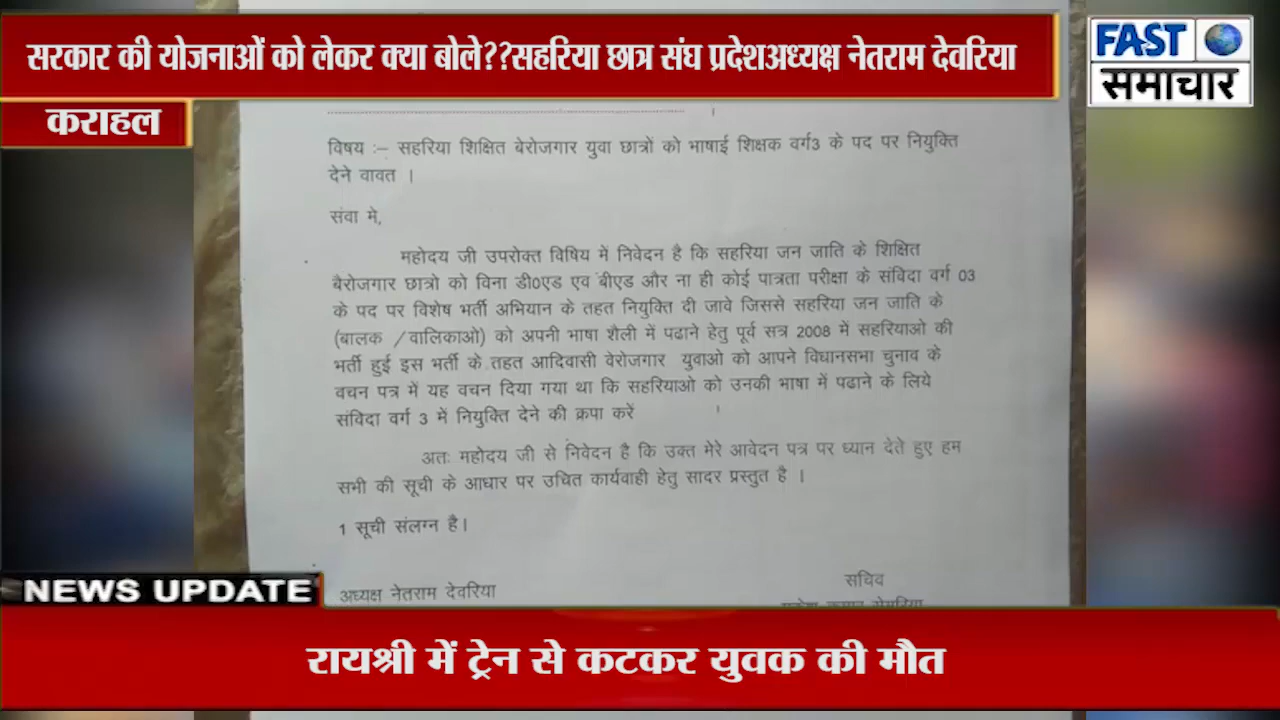 सरकार की योजनाओं को लेकर क्या बोले??सहरिया छात्र संघ प्रदेशअध्यक्ष नेतराम देवरिया
FAST
समाचार
कराहल
विषय :– सहरिया शिक्षित बेरोजगार युवा छात्रों को भाषाई शिक्षक वर्ग3 के पद पर नियुक्ति
देने वावत ।
संवा मे,
महोदय जी उपरोक्त विषिय में निवेदन है कि सहरिया जन जाति के शिक्षित
बैरोजगार छात्रो को विना डी0एड एव बीएड और ना ही कोई पात्रता परीक्षा के संविदा वर्ग 03
के पद पर विशेष भर्ती अभियान के तहत नियुक्ति दी जावे जिससे सहरिया जन जाति के
(बालक /वालिकाओ) को अपनी भाषा शैली में पढाने हेतु पूर्व सत्र 2008 में सहरियाओ की
भर्ती हुई इस भर्ती के तहत आदिवासी वेरोजगार युवाओ को आपने विधानसभा चुनाव के
वचन पत्र में यह वचन दिया गया था कि सहरियाओ को उनकी भाषा में पढाने के लिये
संविदा वर्ग 3 में नियुक्ति देने की क्रपा करें ।
अतः महोदय जी से निवेदन है कि उक्त मेरे आवेदन पत्र पर ध्यान देते हुए हम
सभी की सूची के आधार पर उचित कार्यवाही हेतु सादर प्रस्तुत है ।
1 सूची संलग्न है।
सचिव
अध्यक्ष नेतराम देवरिया
NEWS UPDATE
रायश्री में ट्रेन से कटकर युवक की मौत